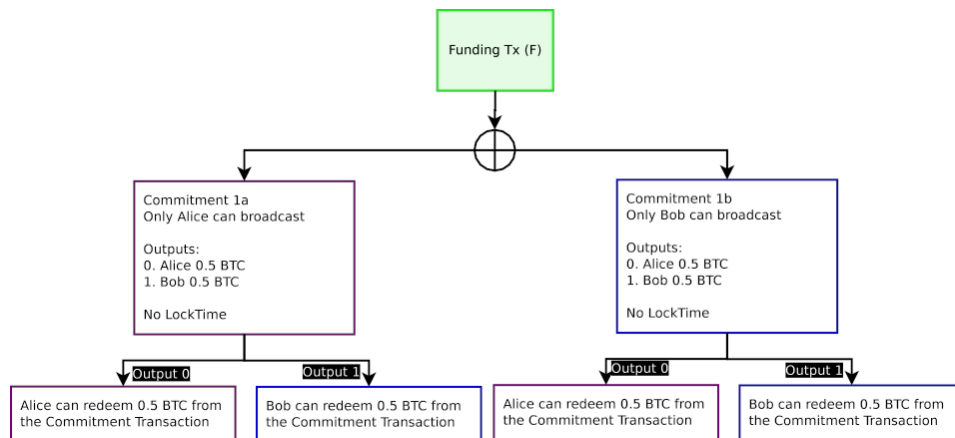 Funding Tx (F)
Commitment 1a
Only Alice can broadcast
Outputs:
0. Alice 0.5 BTC
1. Bob 0.5 BTC
No LockTime
Commitment 1b
Only Bob can broadcast
Outputs:
0. Alice 0.5 BTC
1. Bob 0.5 BTC
No LockTime
Output 0
Output 1
Output 0
Output 1
Alice can redeem 0.5 BTC from
the Commitment Transaction
Bob can redeem 0.5 BTC from
the Commitment Transaction
Alice can redeem 0.5 BTC from
the Commitment Transaction
Bob can redeem 0.5 BTC from
the Commitment Transaction